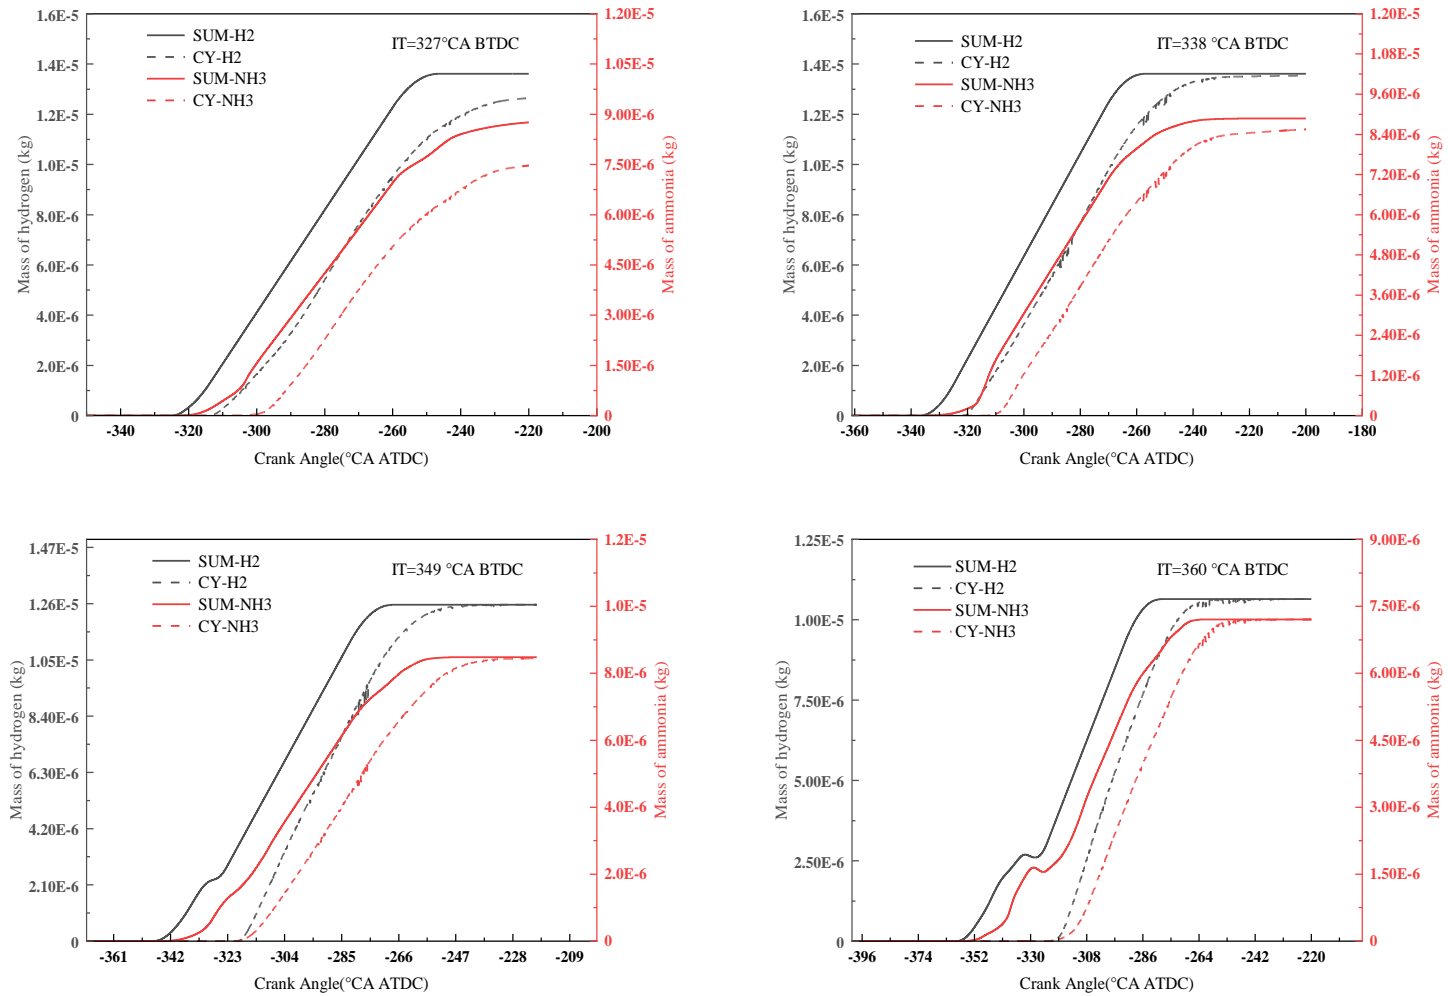 1.6E-5
1.4E-5
1.2E-5
1.0E-5
8.0E-6
6.0E-6
4.0E-6
2.0E-6
0
Mass of hydrogen (kg)
SUM-H2
CY-H2
SUM-NH3
CY-NH3
IT=327°CA BTDC
1.20E-5
1.05E-5
9.00E-6
7.50E-6
6.00E-6
4.50E-6
3.00E-6
1.50E-6
0
Mass of ammonia (kg)
-340 -320 -300 -280 -260 -240 -220 -200
Crank Angle(°CA ATDC)
1.6E-5
1.4E-5
1.2E-5
1.0E-5
8.0E-6
6.0E-6
4.0E-6
2.0E-6
0
Mass of hydrogen (kg)
SUM-H2
CY-H2
SUM-NH3
CY-NH3
IT=338 °CA BTDC
1.20E-5
1.08E-5
9.60E-6
8.40E-6
7.20E-6
6.00E-6
4.80E-6
3.60E-6
2.40E-6
1.20E-6
0
Mass of ammonia (kg)
-360 -340 -320 -300 -280 -260 -240 -220 -200 -180
Crank Angle(°CA ATDC)
1.47E-5
1.26E-5
1.05E-5
8.40E-6
6.30E-6
4.20E-6
2.10E-6
0
Mass of hydrogen (kg)
SUM-H2
CY-H2
SUM-NH3
CY-NH3
IT=349 °CA BTDC
1.2E-5
1.0E-5
8.0E-6
6.0E-6
4.0E-6
2.0E-6
0
Mass of ammonia (kg)
-361 -342 -323 -304 -285 -266 -247 -228 -209
Crank Angle(°CA ATDC)
1.25E-5
1.00E-5
7.50E-6
5.00E-6
2.50E-6
0
Mass of hydrogen (kg)
SUM-H2
CY-H2
SUM-NH3
CY-NH3
IT=360 °CA BTDC
9.00E-6
7.50E-6
6.00E-6
4.50E-6
3.00E-6
1.50E-6
0
Mass of ammonia (kg)
-396 -374 -352 -330 -308 -286 -264 -242 -220
Crank Angle(°CA ATDC)